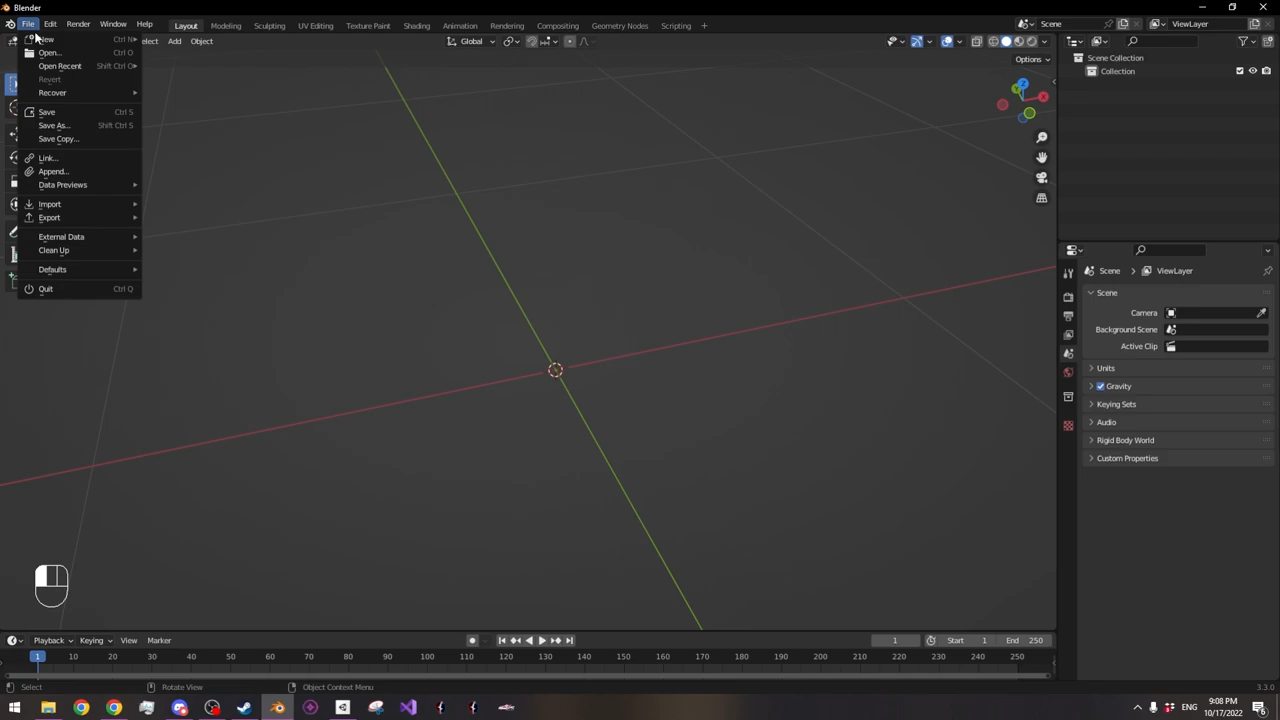 Blender
File Edit Render Window Help Layout Modeling Sculpting UV Editing Texture Paint Shading Animation Rendering Compositing Geometry Nodes Scripting + Scene ViewLayer
New Ctrl N
Open... Ctrl O
Open Recent Shift Ctrl O
Revert
Recover
Save Ctrl S
Save As... Shift Ctrl S
Save Copy...
Link...
Append...
Data Previews
Import
Export
External Data
Clean Up
Defaults
Quit Ctrl Q
Add Object
Global
Options
Y Z X
Scene Collection
Collection
Scene ViewLayer
Scene
Camera
Background Scene
Active Clip
Units
Gravity
Keying Sets
Audio
Rigid Body World
Custom Properties
Playback Keying View Marker 1 Start 1 End 250
1 10 20 30 40 50 60 70 80 90 100 110 120 130 140 150 160 170 180 190 200 210 220 230 240 250
Select Rotate View Object Context Menu 3.3.0
9:08 PM
10/17/2022
6